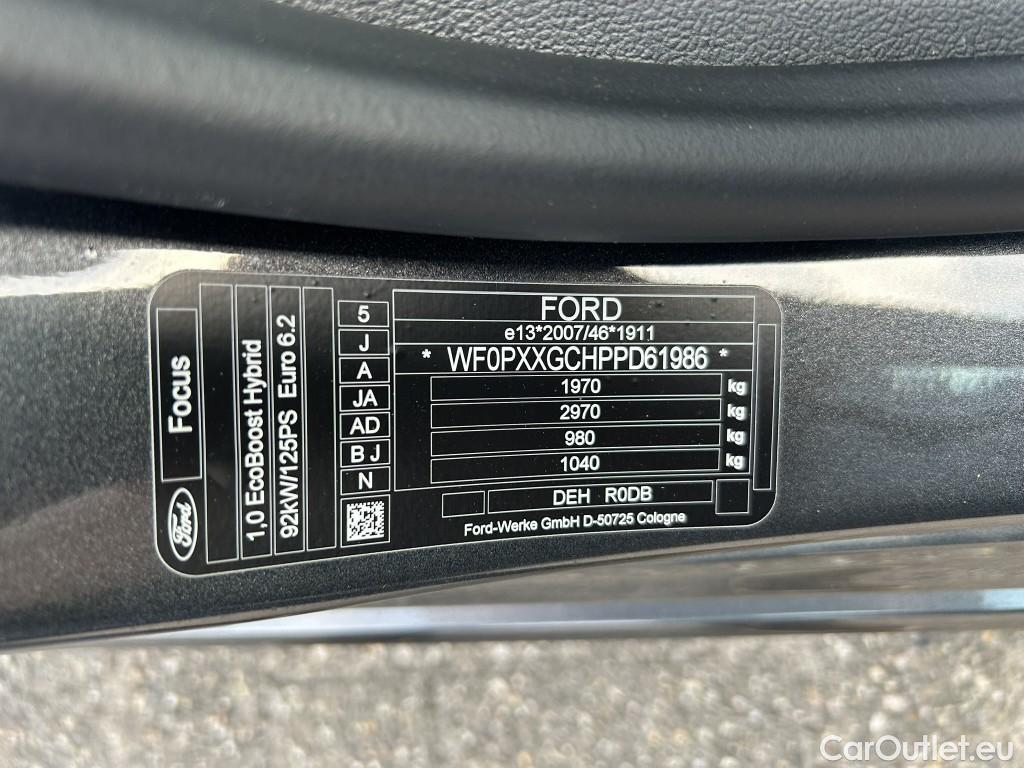 Focus
Ford
1,0 EcoBoost Hybrid
92kW/125PS Euro 6.2
5
J
A
JA
AD
B J
N
FORD
e13*2007/46*1911
* WF0PXXGCHPPD61986 *
1970 kg
2970 kg
980 kg
1040 kg
DEH R0DB
Ford-Werke GmbH D-50725 Cologne
CarOutlet.eu